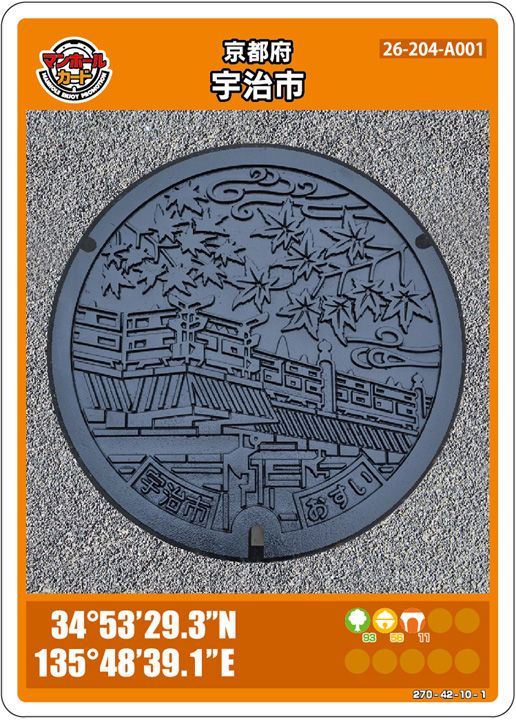 マンホール
カード
MANHOLE ENJOY PROMOTION
京都府
宇治市
26-204-A001
宇治市
おすい
34°53'29.3"N
135°48'39.1"E
93 56 11
270-42-10-1